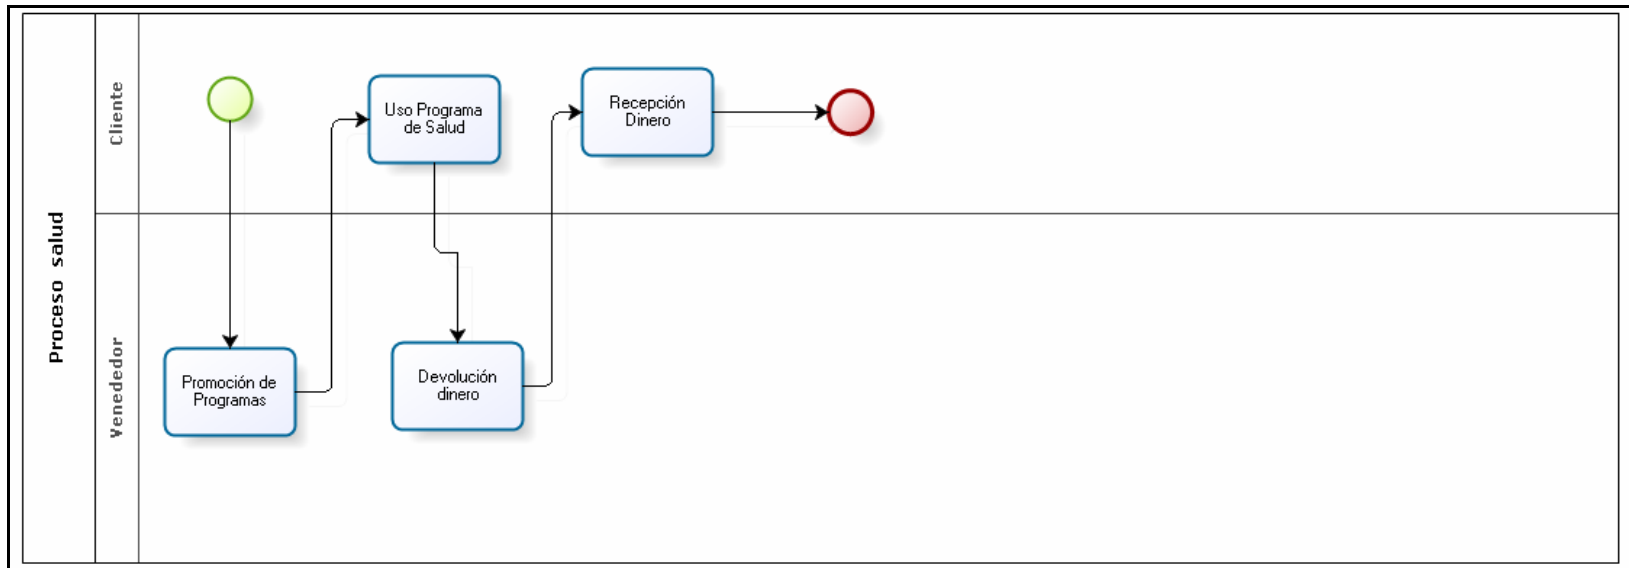 Proceso salud
Cliente
Uso Programa
de Salud
Recepción
Dinero
Venededor
Promoción de
Programas
Devolución
dinero